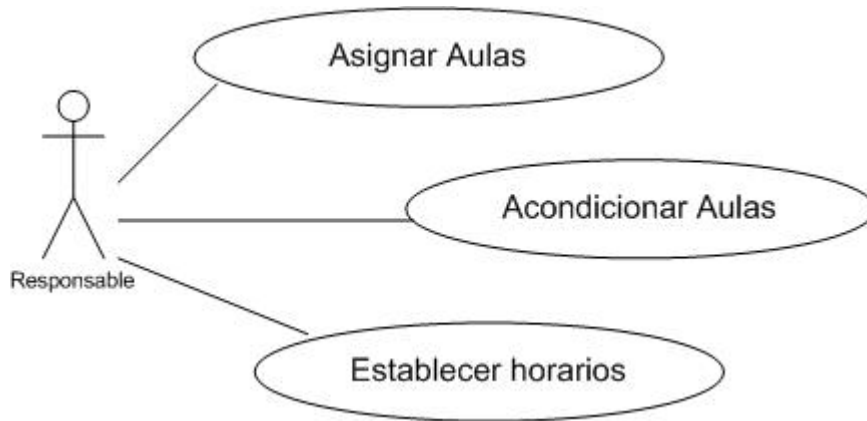 Asignar Aulas
Acondicionar Aulas
Responsable
Establecer horarios